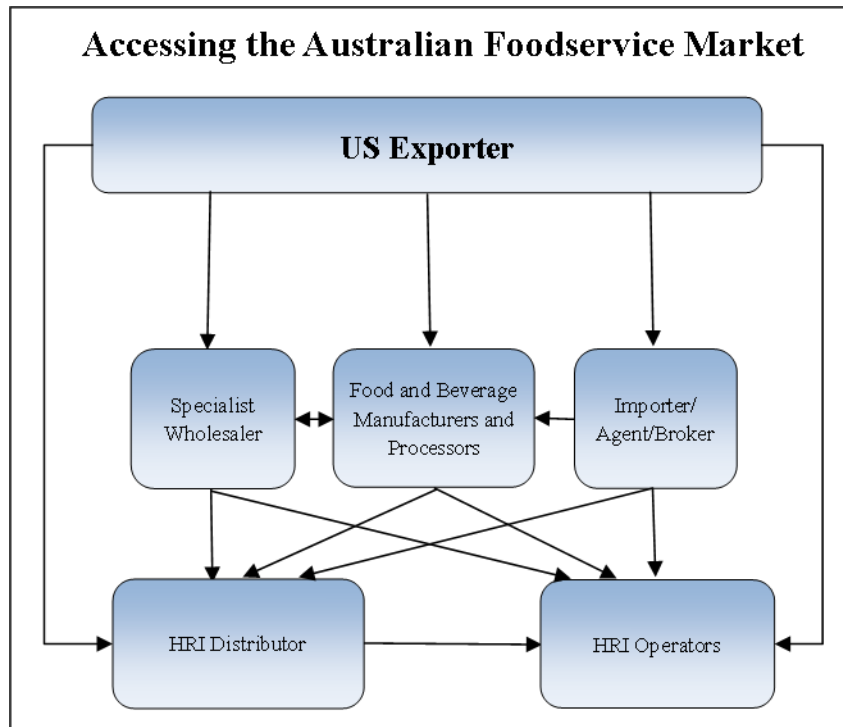 Accessing the Australian Foodservice Market
US Exporter
Specialist
Wholesaler
Food and Beverage
Manufacturers and
Processors
Importer/
Agent/Broker
HRI Distributor
HRI Operators